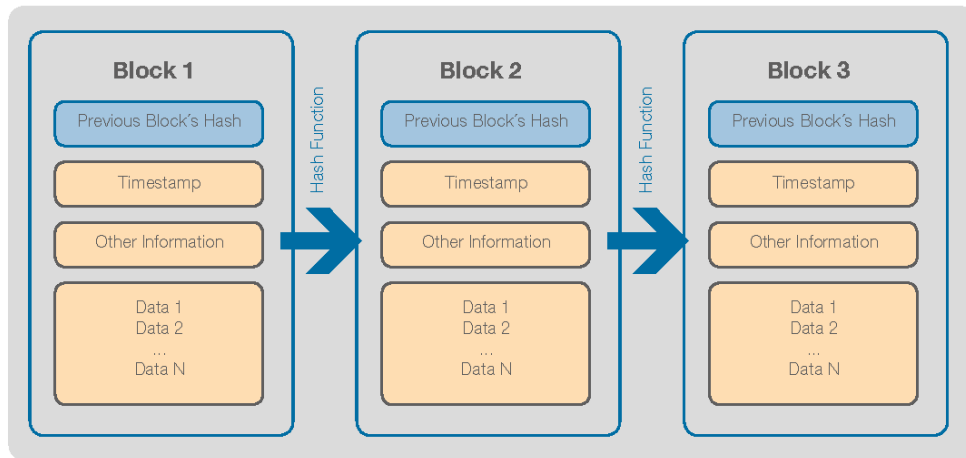 Block 1
Previous Block´s Hash
Timestamp
Other Information
Data 1
Data 2
...
Data N
Hash Function
Block 2
Previous Block´s Hash
Timestamp
Other Information
Data 1
Data 2
...
Data N
Hash Function
Block 3
Previous Block´s Hash
Timestamp
Other Information
Data 1
Data 2
...
Data N